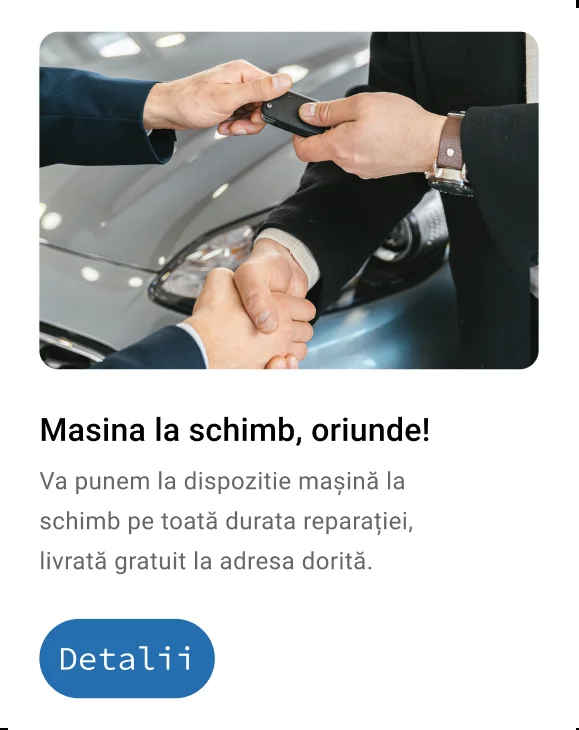 Masina la schimb, oriunde!
Va punem la dispozitie mașină la
schimb pe toată durata reparației,
livrată gratuit la adresa dorită.
Detalii